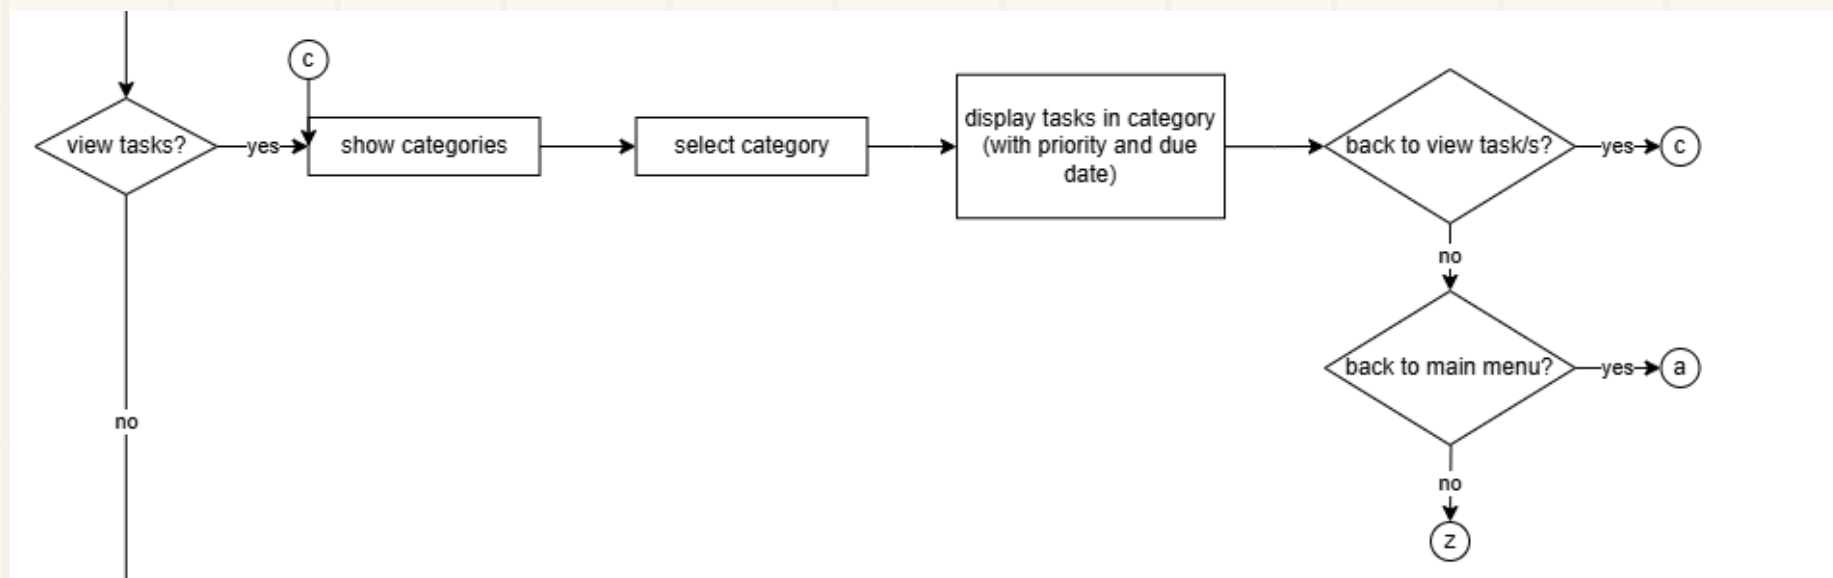 c
view tasks?
yes
show categories
select category
display tasks in category
(with priority and due
date)
back to view task/s?
yes
c
no
back to main menu?
yes
a
no
no
z